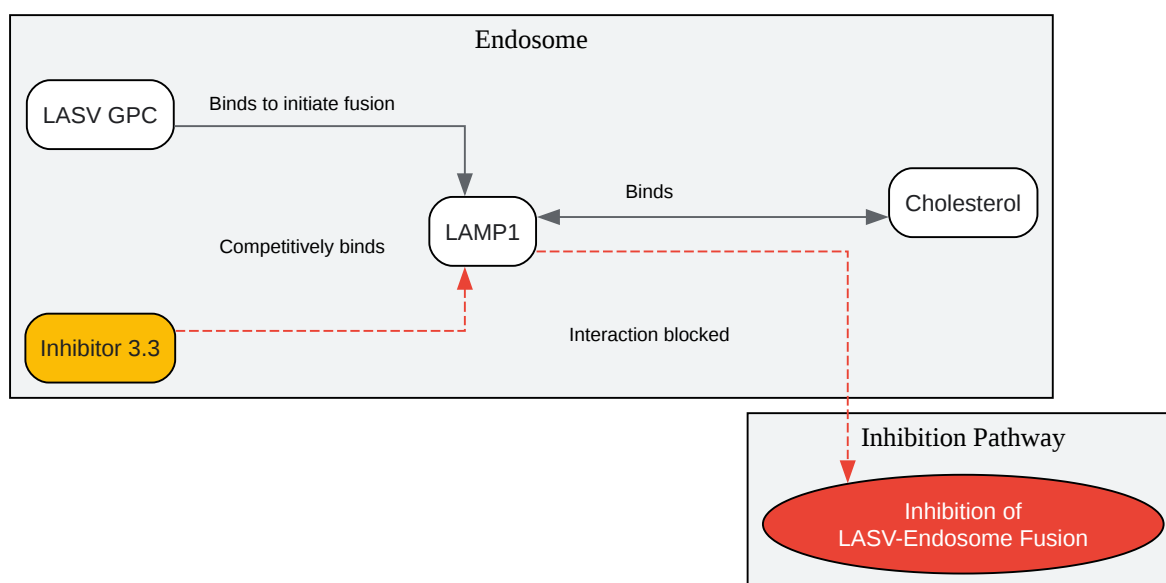 Endosome
LASV GPC
Binds to initiate fusion
Binds
Cholesterol
LAMP1
Competitively binds
Interaction blocked
Inhibitor 3.3
Inhibition Pathway
Inhibition of
LASV-Endosome Fusion